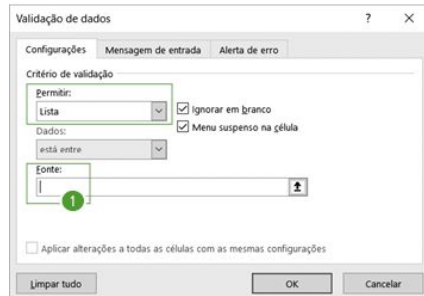 Validação de dados ? ×
Configurações Mensagem de entrada Alerta de erro
Critério de validação
Permitir:
Lista
Ignorar em branco
Menu suspenso na célula
Dados:
está entre
Fonte:
1
Aplicar alterações a todas as células com as mesmas configurações
Limpar tudo OK Cancelar